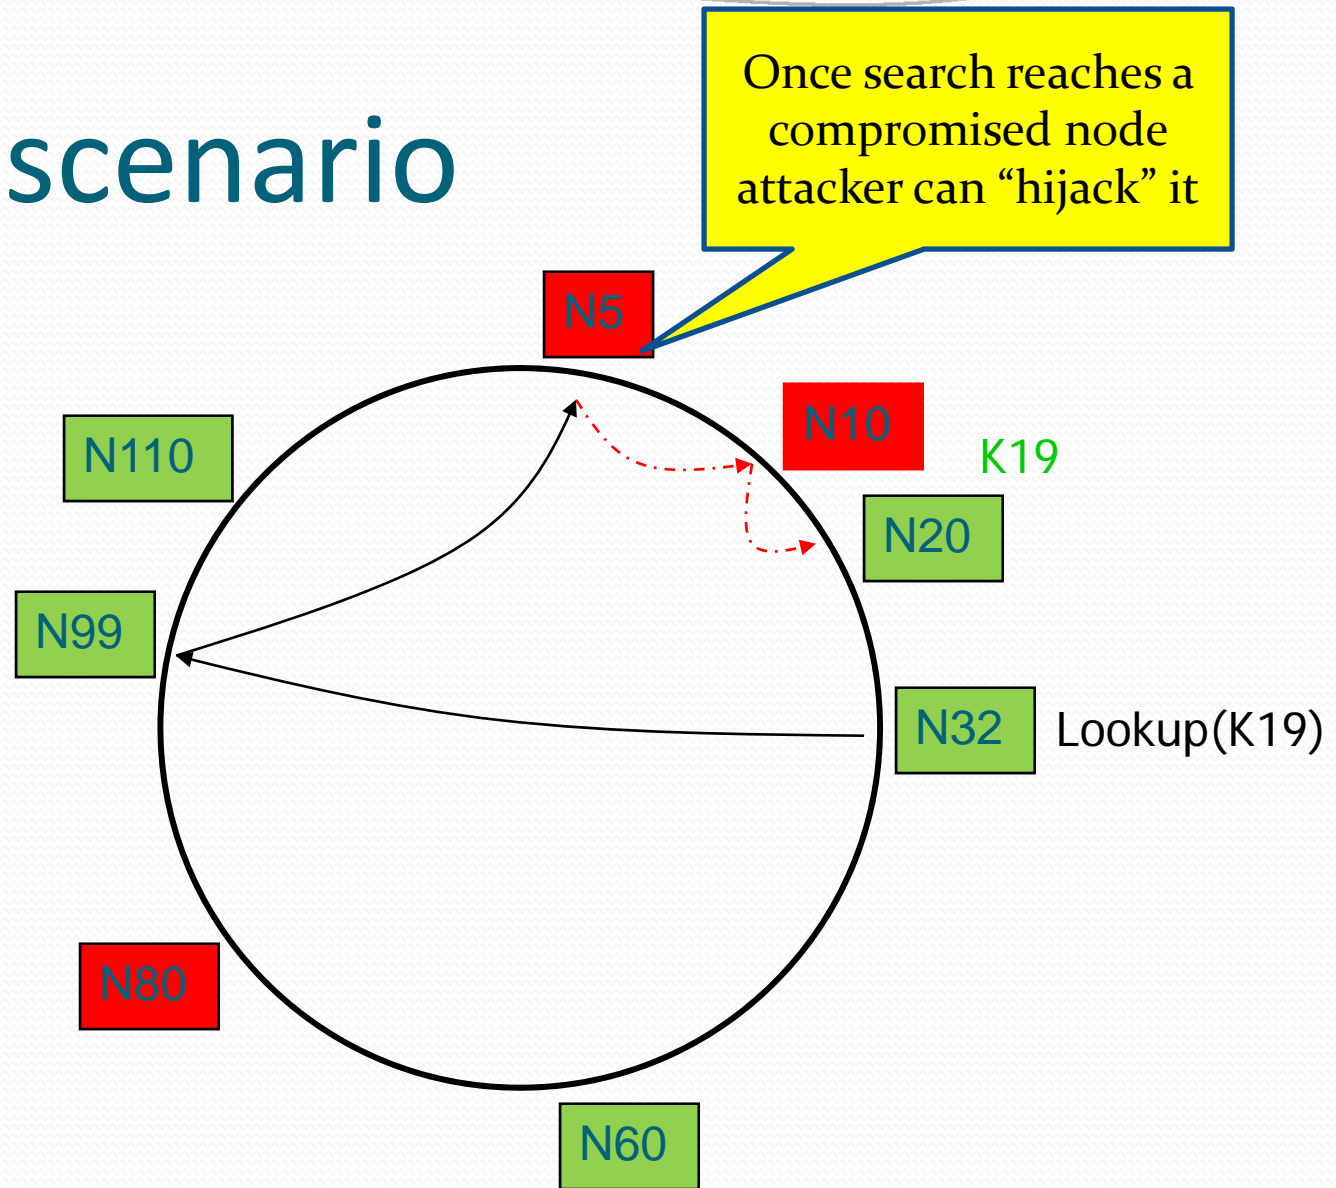 Once search reaches a
compromised node
attacker can “hijack” it
scenario
N5
N10
K19
N110
N20
N99
N32
Lookup(K19)
N80
N60